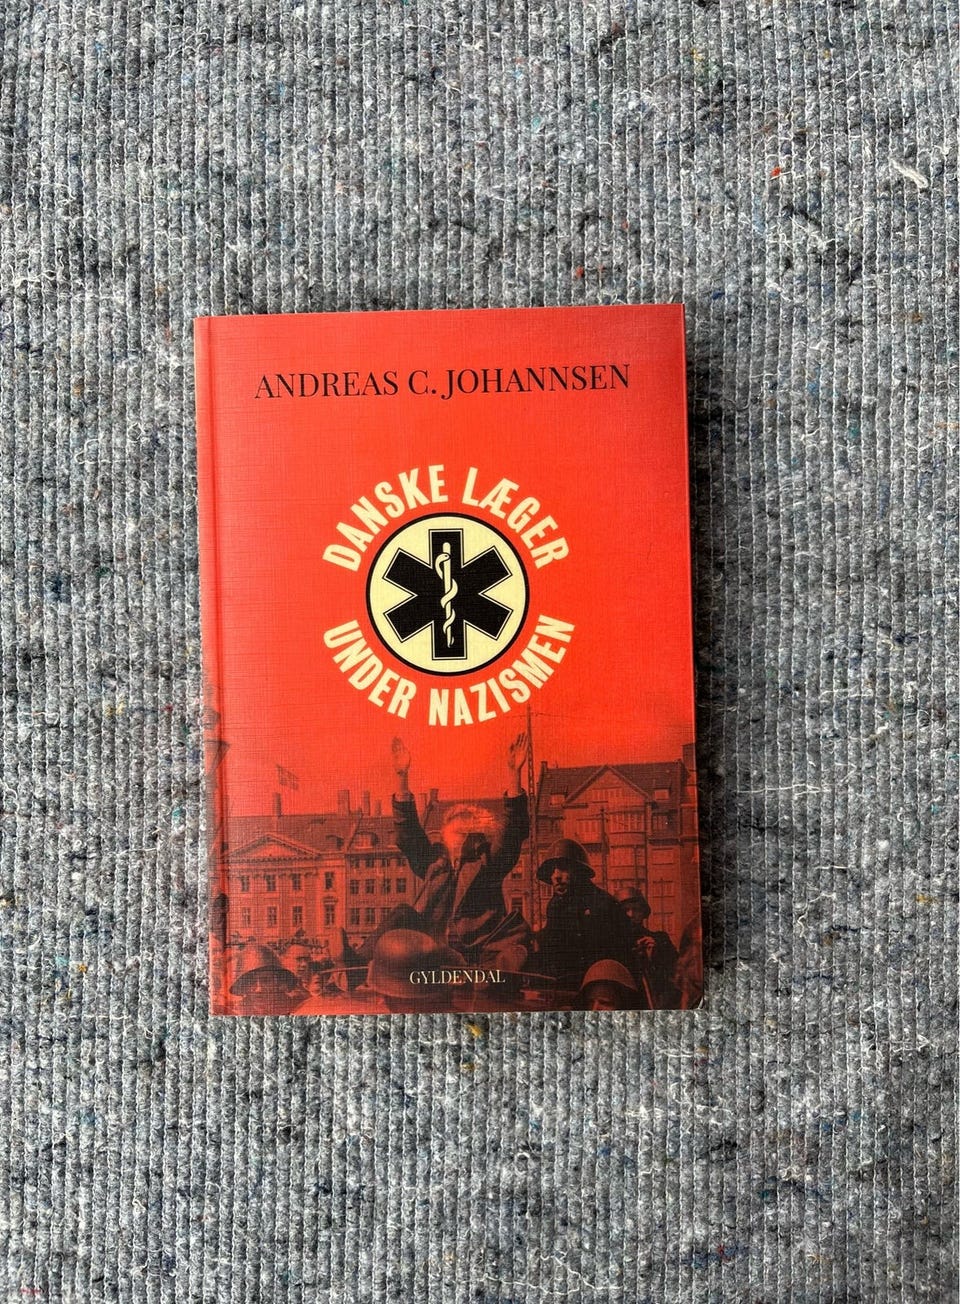 ANDREAS C. JOHANNSEN
DANSKE LÆGER
UNDER NAZISMEN
GYLDENDAL